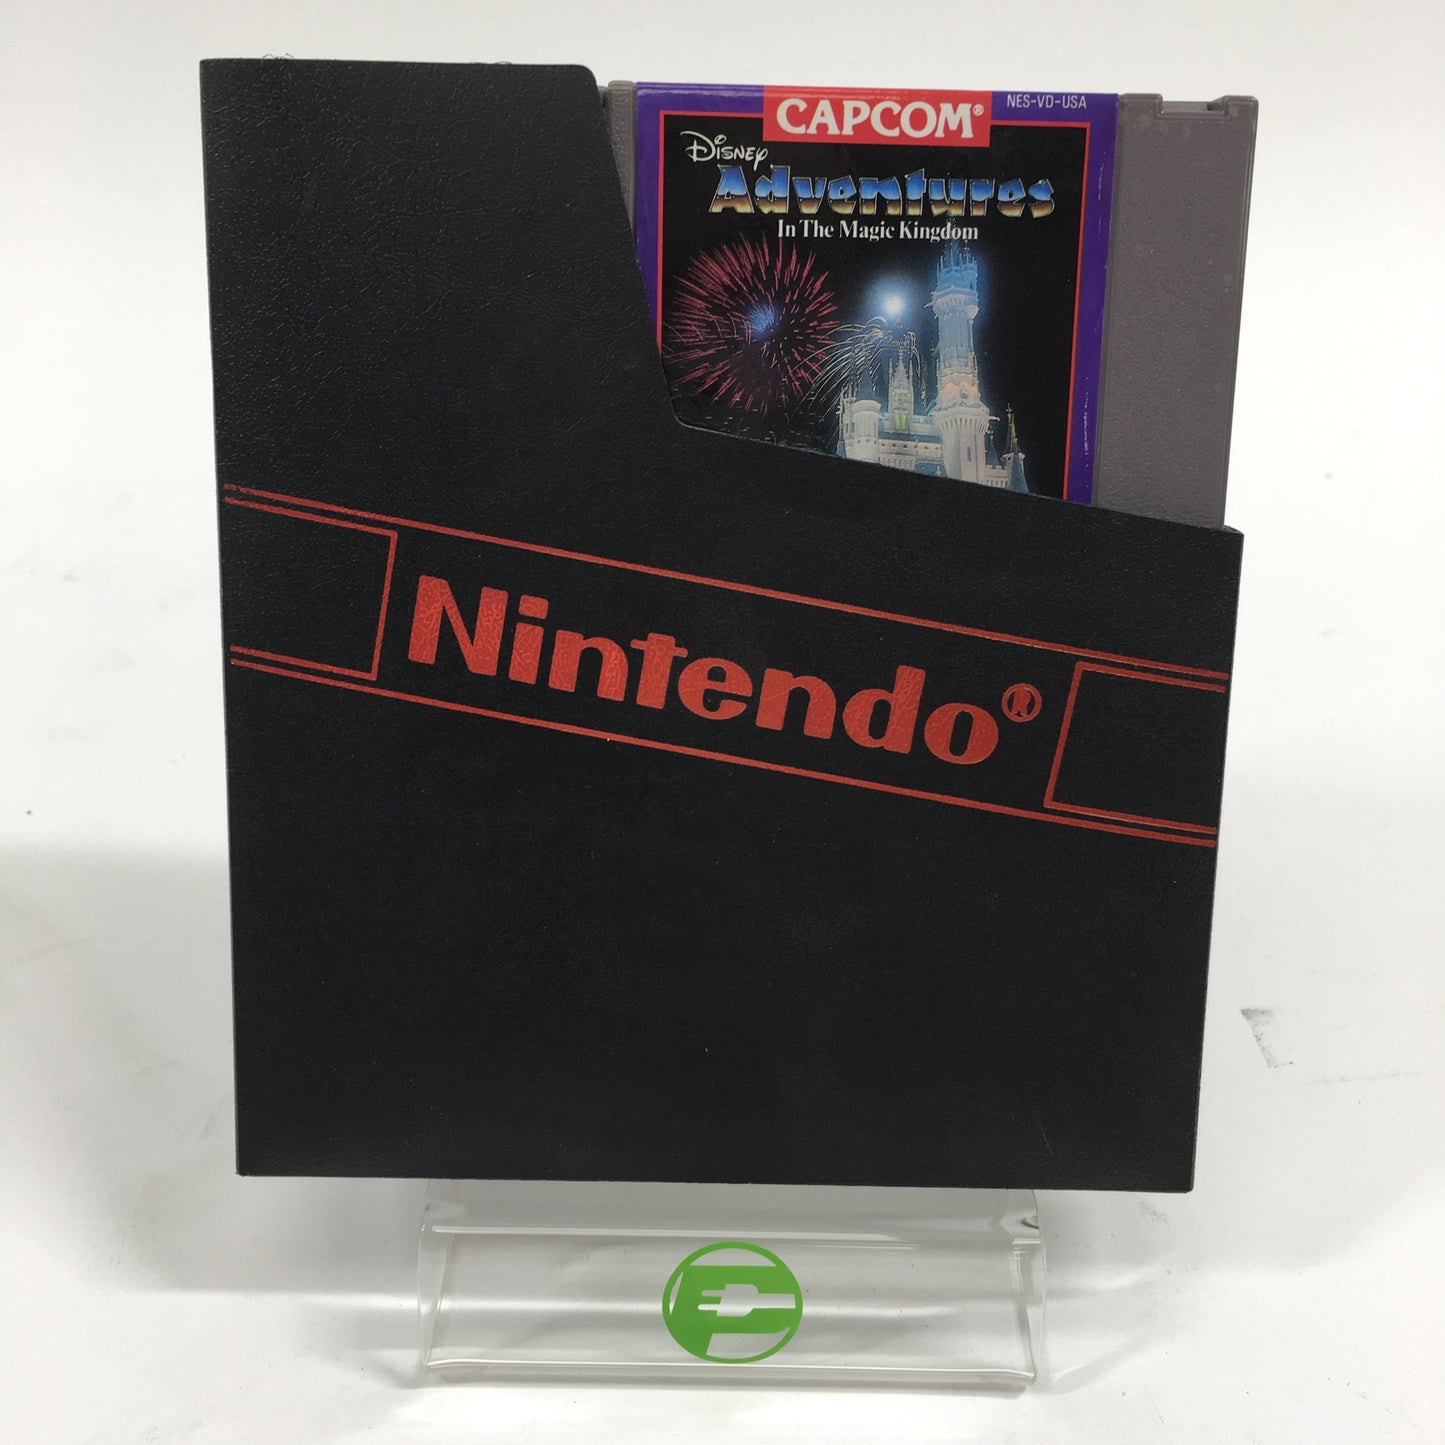 CAPCOM®
NES-VD-USA
Disney
Adventures
In The Magic Kingdom
Nintendo®